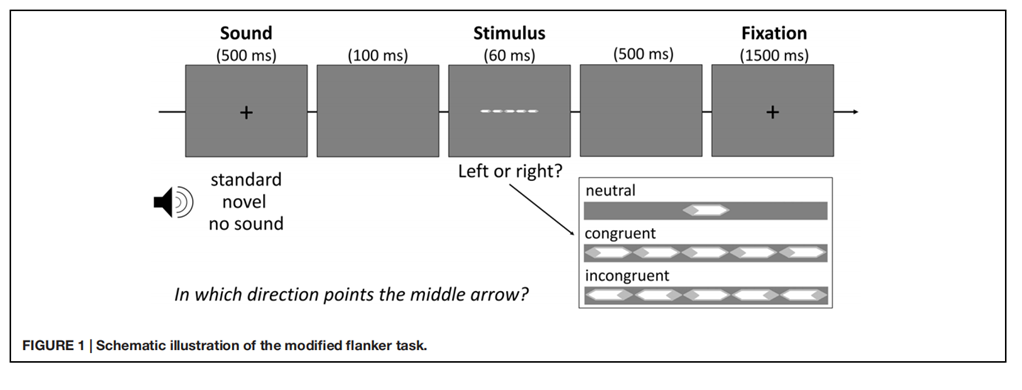 Sound
(500 ms)
(100 ms)
Stimulus
(60 ms)
(500 ms)
Fixation
(1500 ms)
+
+
Left or right?
standard
novel
no sound
neutral
congruent
incongruent
In which direction points the middle arrow?
FIGURE 1 | Schematic illustration of the modified flanker task.